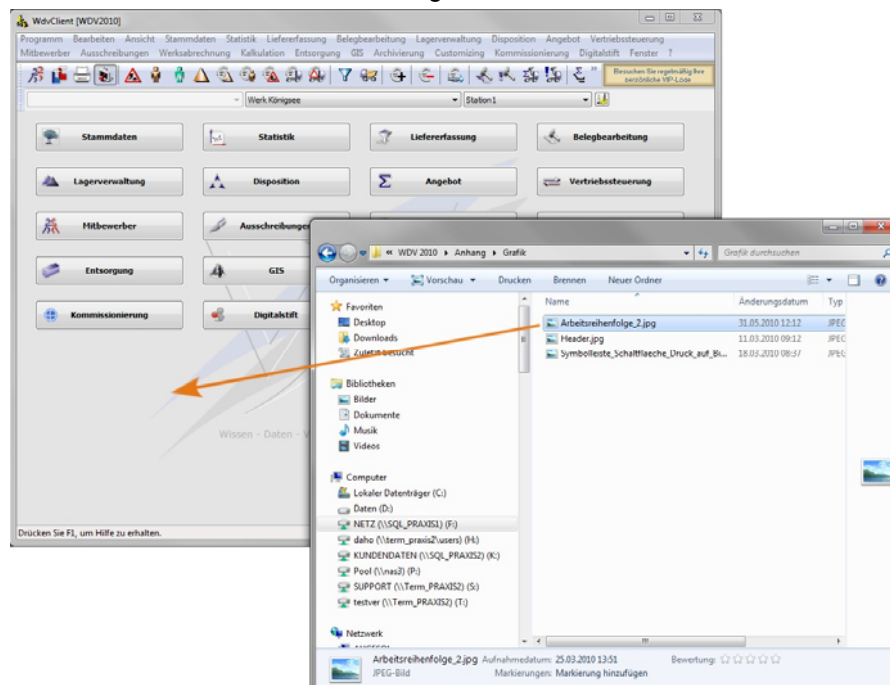 WdvClient [WDV2010]
Programm Bearbeiten Ansicht Stammdaten Statistik Liefererfassung Belegbearbeitung Lagerverwaltung Disposition Angebot Vertriebssteuerung
Mitbewerber Ausschreibungen Werksabrechnung Kalkulation Entsorgung GIS Archivierung Customizing Kommissionierung Digitalstift Fenster ?
Besuchen Sie regelmäßig Ihre
persönliche VIP-Loge
Werk Königsee Station1
Stammdaten Statistik Liefererfassung Belegbearbeitung
Lagerverwaltung Disposition Angebot Vertriebssteuerung
Mitbewerber Ausschreibungen
Entsorgung GIS
Kommissionierung Digitalstift
Wissen - Daten - V
Drücken Sie F1, um Hilfe zu erhalten.
« WDV 2010 Anhang Grafik Grafik durchsuchen
Organisieren Vorschau Drucken Brennen Neuer Ordner
Favoriten
Desktop
Downloads
Zuletzt besucht
Bibliotheken
Bilder
Dokumente
Musik
Videos
Computer
Lokaler Datenträger (C:)
Daten (D:)
NETZ (\\SQL_PRAXIS1) (F:)
daho (\\term_praxis2\users) (H:)
KUNDENDATEN (\\SQL_PRAXIS2) (K:)
Pool (\\nas3) (P:)
SUPPORT (\\Term_PRAXIS2) (S:)
testver (\\Term_PRAXIS2) (T:)
Netzwerk
Name Änderungsdatum Typ
Arbeitsreihenfolge_2.jpg 31.05.2010 12:12 JPEG
Header.jpg 11.03.2010 09:12 JPEG
Symbolleiste_Schaltflaeche_Druck_auf_Bi... 18.03.2010 08:37 JPEG
Arbeitsreihenfolge_2.jpg Aufnahmedatum: 25.03.2010 13:51 Bewertung:
JPEG-Bild Markierungen: Markierung hinzufügen